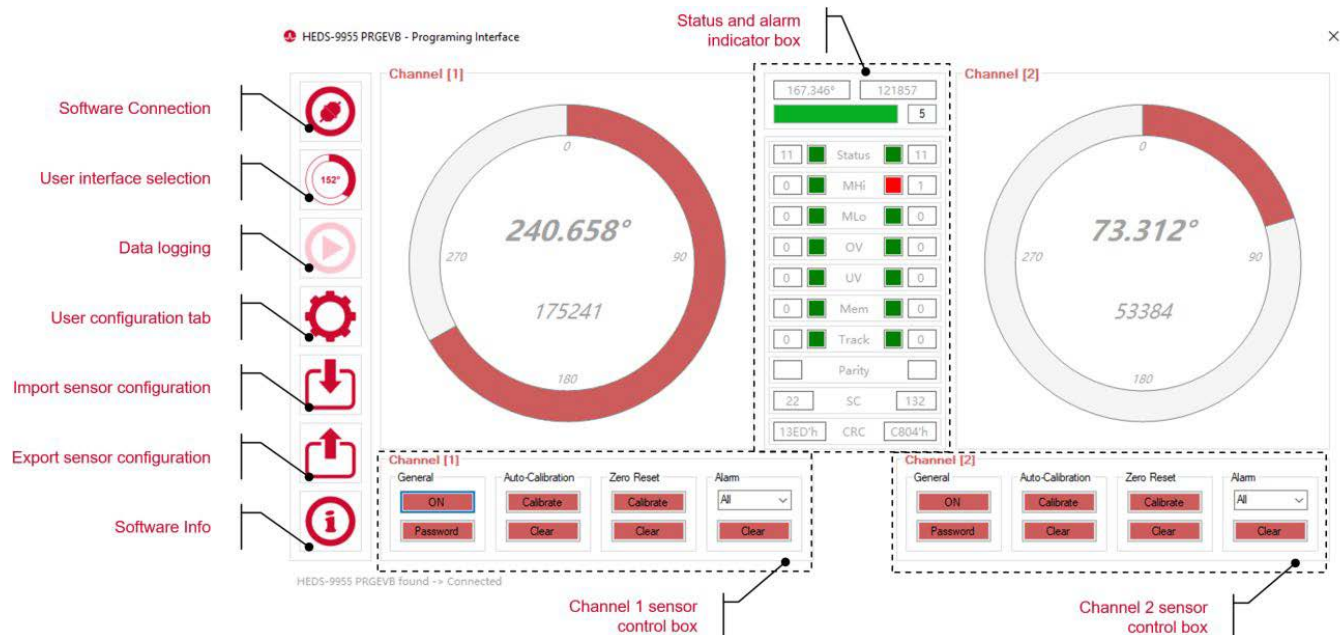 Status and alarm
indicator box
HEDS-9955 PRGEVB - Programing Interface
Software Connection
User interface selection
152°
Data logging
User configuration tab
Import sensor configuration
Export sensor configuration
Software Info
i
Channel [1]
0
240.658°
270
90
175241
180
167.346° 121857
5
11 Status 11
0 MHi 1
0 MLo 0
0 OV 0
0 UV 0
0 Mem 0
0 Track 0
Parity
22 SC 132
13ED'h CRC C804'h
Channel [2]
0
73.312°
270
90
53384
180
Channel [1]
General Auto-Calibration Zero Reset Alarm
ON Calibrate Calibrate All
Password Clear Clear Clear
Channel [2]
General Auto-Calibration Zero Reset Alarm
ON Calibrate Calibrate All
Password Clear Clear Clear
HEDS-9955 PRGEVB found -> Connected
Channel 1 sensor
control box
Channel 2 sensor
control box